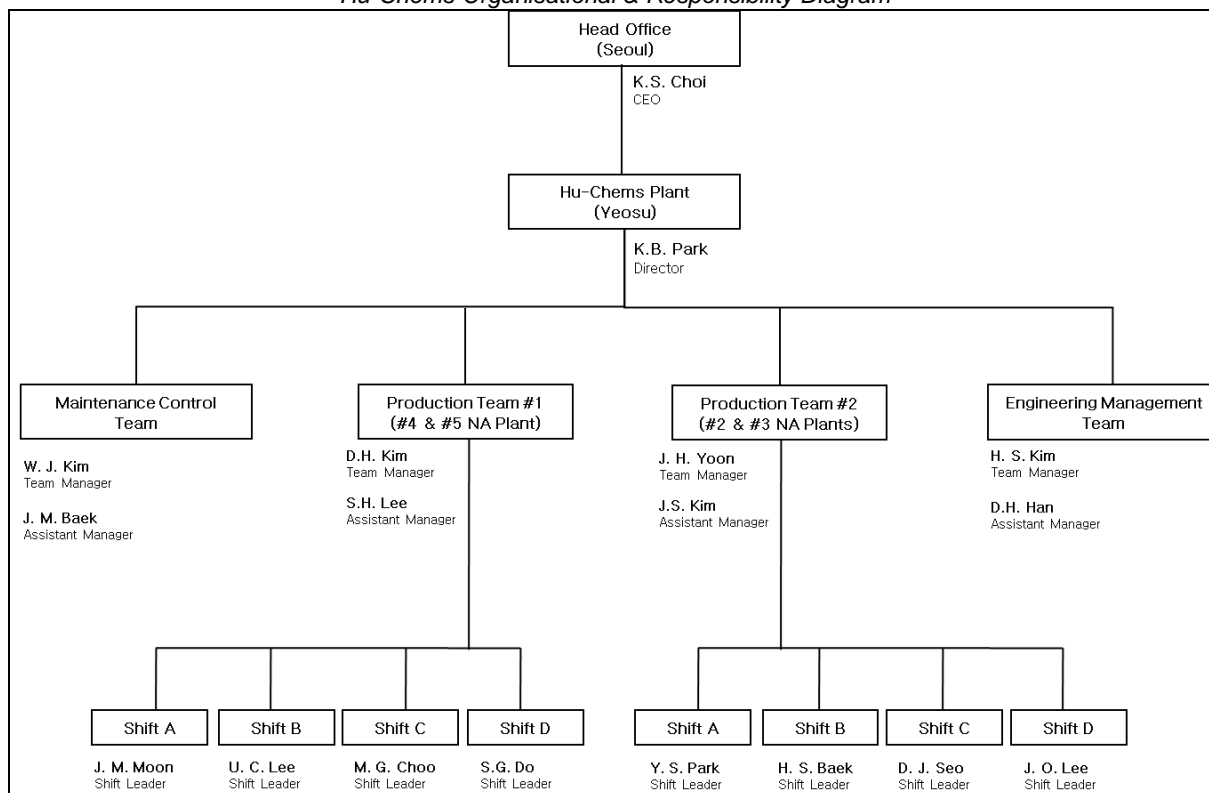 Hu-Chems Organisational & Responsibility Diagram
Head Office
(Seoul)
K.S. Choi
CEO
Hu-Chems Plant
(Yeosu)
K.B. Park
Director
Maintenance Control
Team
W. J. Kim
Team Manager
J. M. Baek
Assistant Manager
Production Team #1
(#4 & #5 NA Plant)
D.H. Kim
Team Manager
S.H. Lee
Assistant Manager
Production Team #2
(#2 & #3 NA Plants)
J. H. Yoon
Team Manager
J.S. Kim
Assistant Manager
Engineering Management
Team
H. S. Kim
Team Manager
D.H. Han
Assistant Manager
Shift A
J. M. Moon
Shift Leader
Shift B
U. C. Lee
Shift Leader
Shift C
M. G. Choo
Shift Leader
Shift D
S.G. Do
Shift Leader
Shift A
Y. S. Park
Shift Leader
Shift B
H. S. Baek
Shift Leader
Shift C
D. J. Seo
Shift Leader
Shift D
J. O. Lee
Shift Leader